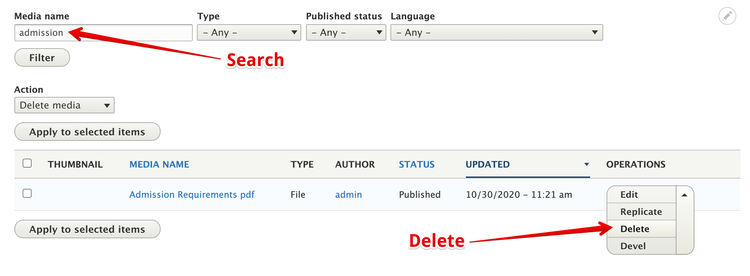 Media name Type Published status Language
admission - Any - - Any - - Any -
Filter
Search
Action
Delete media
Apply to selected items
THUMBNAIL MEDIA NAME TYPE AUTHOR STATUS UPDATED OPERATIONS
Admission Requirements pdf File admin Published 10/30/2020 - 11:21 am Edit
Replicate
Delete
Devel
Apply to selected items
Delete